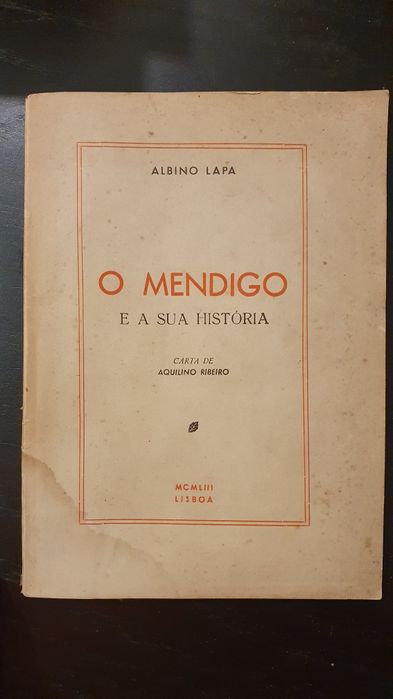 ALBINO LAPA
O MENDIGO
E A SUA HISTÓRIA
CARTA DE
AQUILINO RIBEIRO
MCMLIII
LISBOA